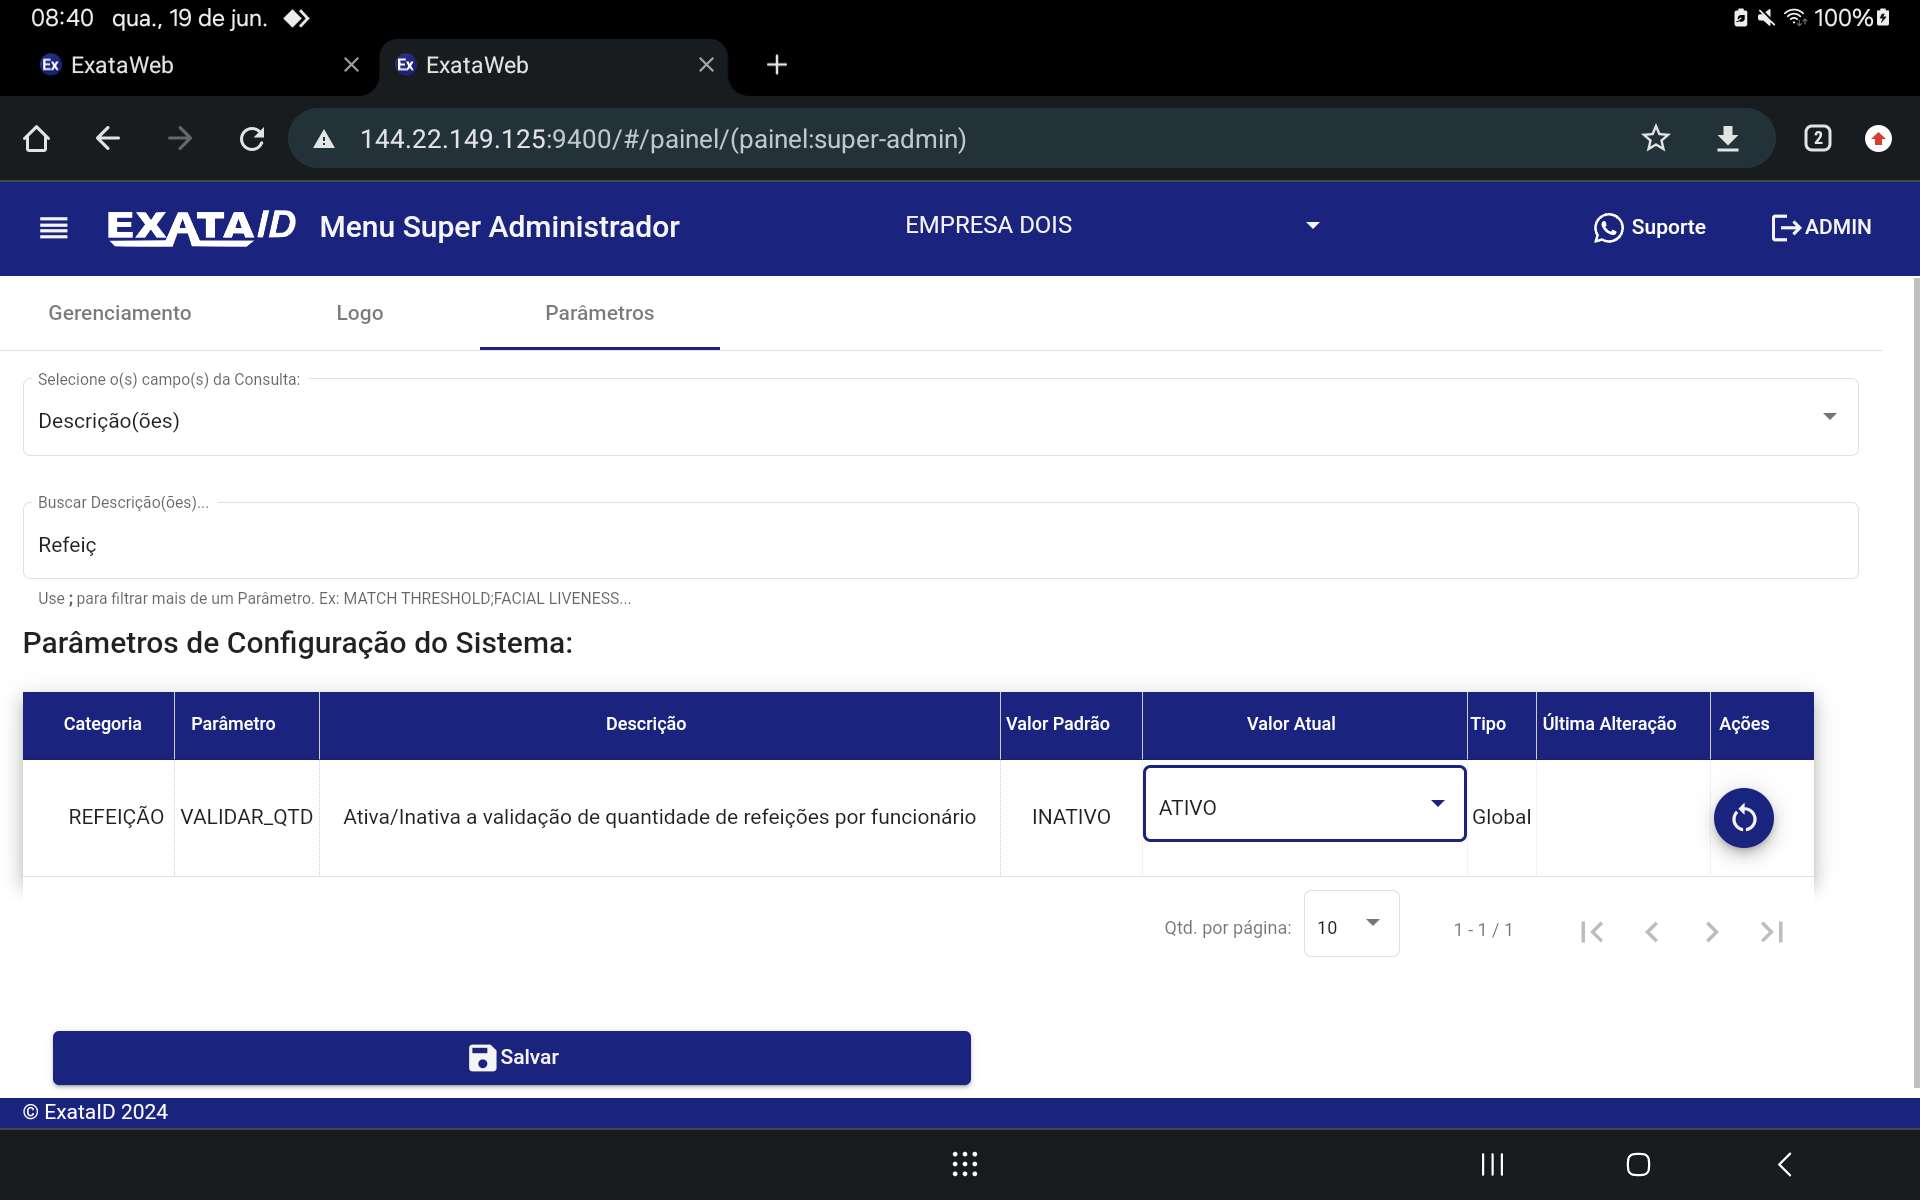 08:40 qua., 19 de jun.
100%
Ex ExataWeb
Ex ExataWeb
144.22.149.125:9400/#/painel/(painel:super-admin)
2
EXATAID Menu Super Administrador
EMPRESA DOIS
Suporte
ADMIN
Gerenciamento
Logo
Parâmetros
Selecione o(s) campo(s) da Consulta:
Descrição(ões)
Buscar Descrição(ões)...
Refeiç
Use ; para filtrar mais de um Parâmetro. Ex: MATCH THRESHOLD;FACIAL LIVENESS...
Parâmetros de Configuração do Sistema:
Categoria Parâmetro Descrição Valor Padrão Valor Atual Tipo Última Alteração Ações
REFEIÇÃO VALIDAR_QTD Ativa/Inativa a validação de quantidade de refeições por funcionário INATIVO ATIVO Global
Qtd. por página: 10 1 - 1 / 1
Salvar
© ExataID 2024